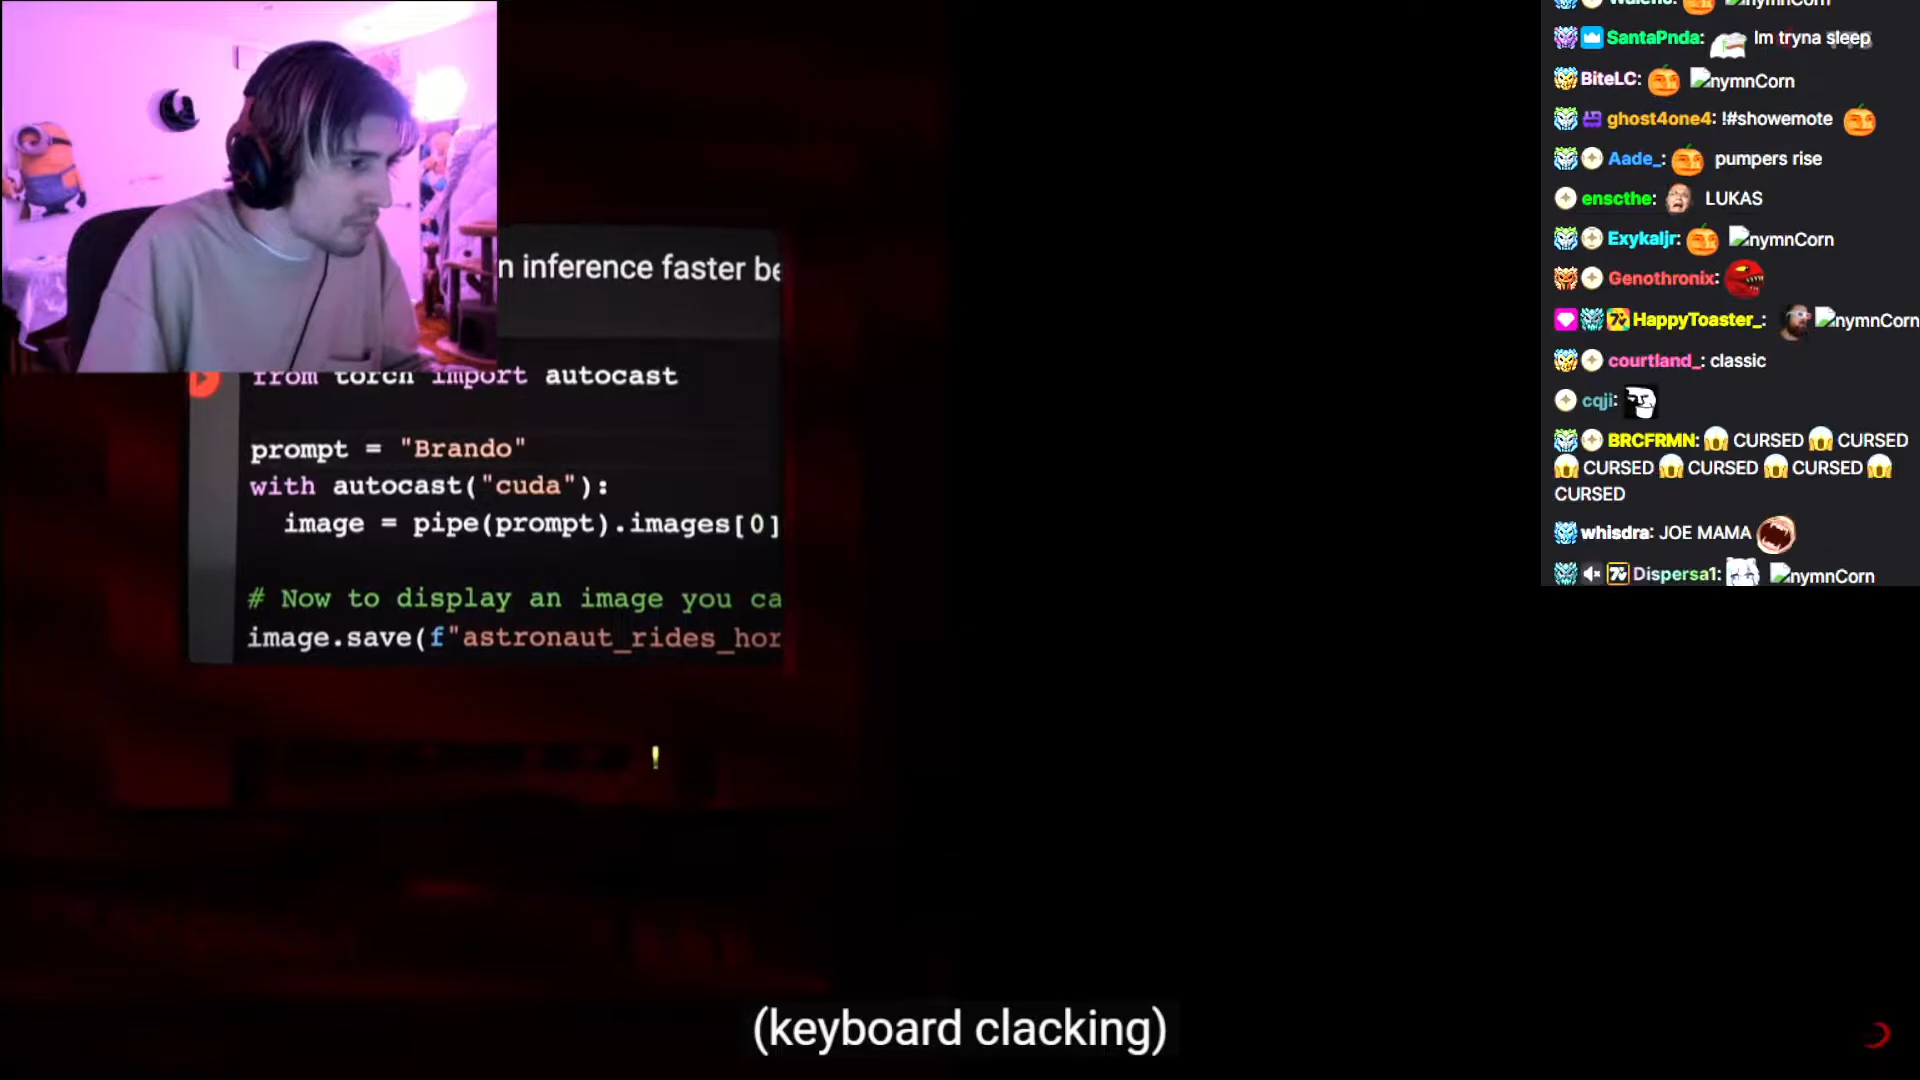 n inference faster be
from torch import autocast
prompt = "Brando"
with autocast("cuda"):
image = pipe(prompt).images[0]
# Now to display an image you ca
image.save(f"astronaut_rides_hor
(keyboard clacking)
nymnCorn
SantaPnda: Im tryna sleep
BiteLC: nymnCorn
ghost4one4: !#showemote
Aade_: pumpers rise
enscthe: LUKAS
Exykaljr: nymnCorn
Genothronix:
HappyToaster_: nymnCorn
courtland_: classic
cqji:
BRCFRMN: CURSED CURSED
CURSED CURSED CURSED
CURSED
whisdra: JOE MAMA
Dispersa1: nymnCorn